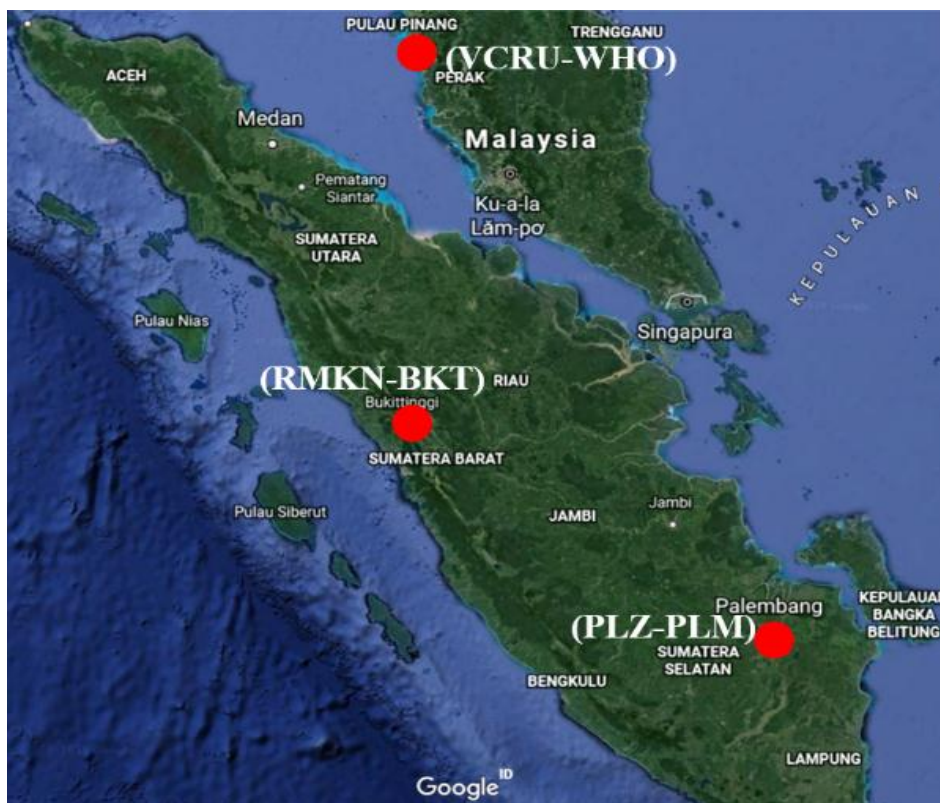 PULAU PINANG
TRENGGANU
(VCRU-WHO)
ACEH
PERAK
Medan
Malaysia
Pematang
Siantar
Ku-a-la
Lăm-pơ
SUMATERA
UTARA
KEPULAUAN
Pulau Nias
Singapura
(RMKN-BKT)
RIAU
Bukittinggi
SUMATERA BARAT
Pulau Siberut
JAMBI
Jambi
Palembang
KEPULAUAN
BANGKA
BELITUNG
(PLZ-PLM)
SUMATERA
SELATAN
BENGKULU
LAMPUNG
Google ID